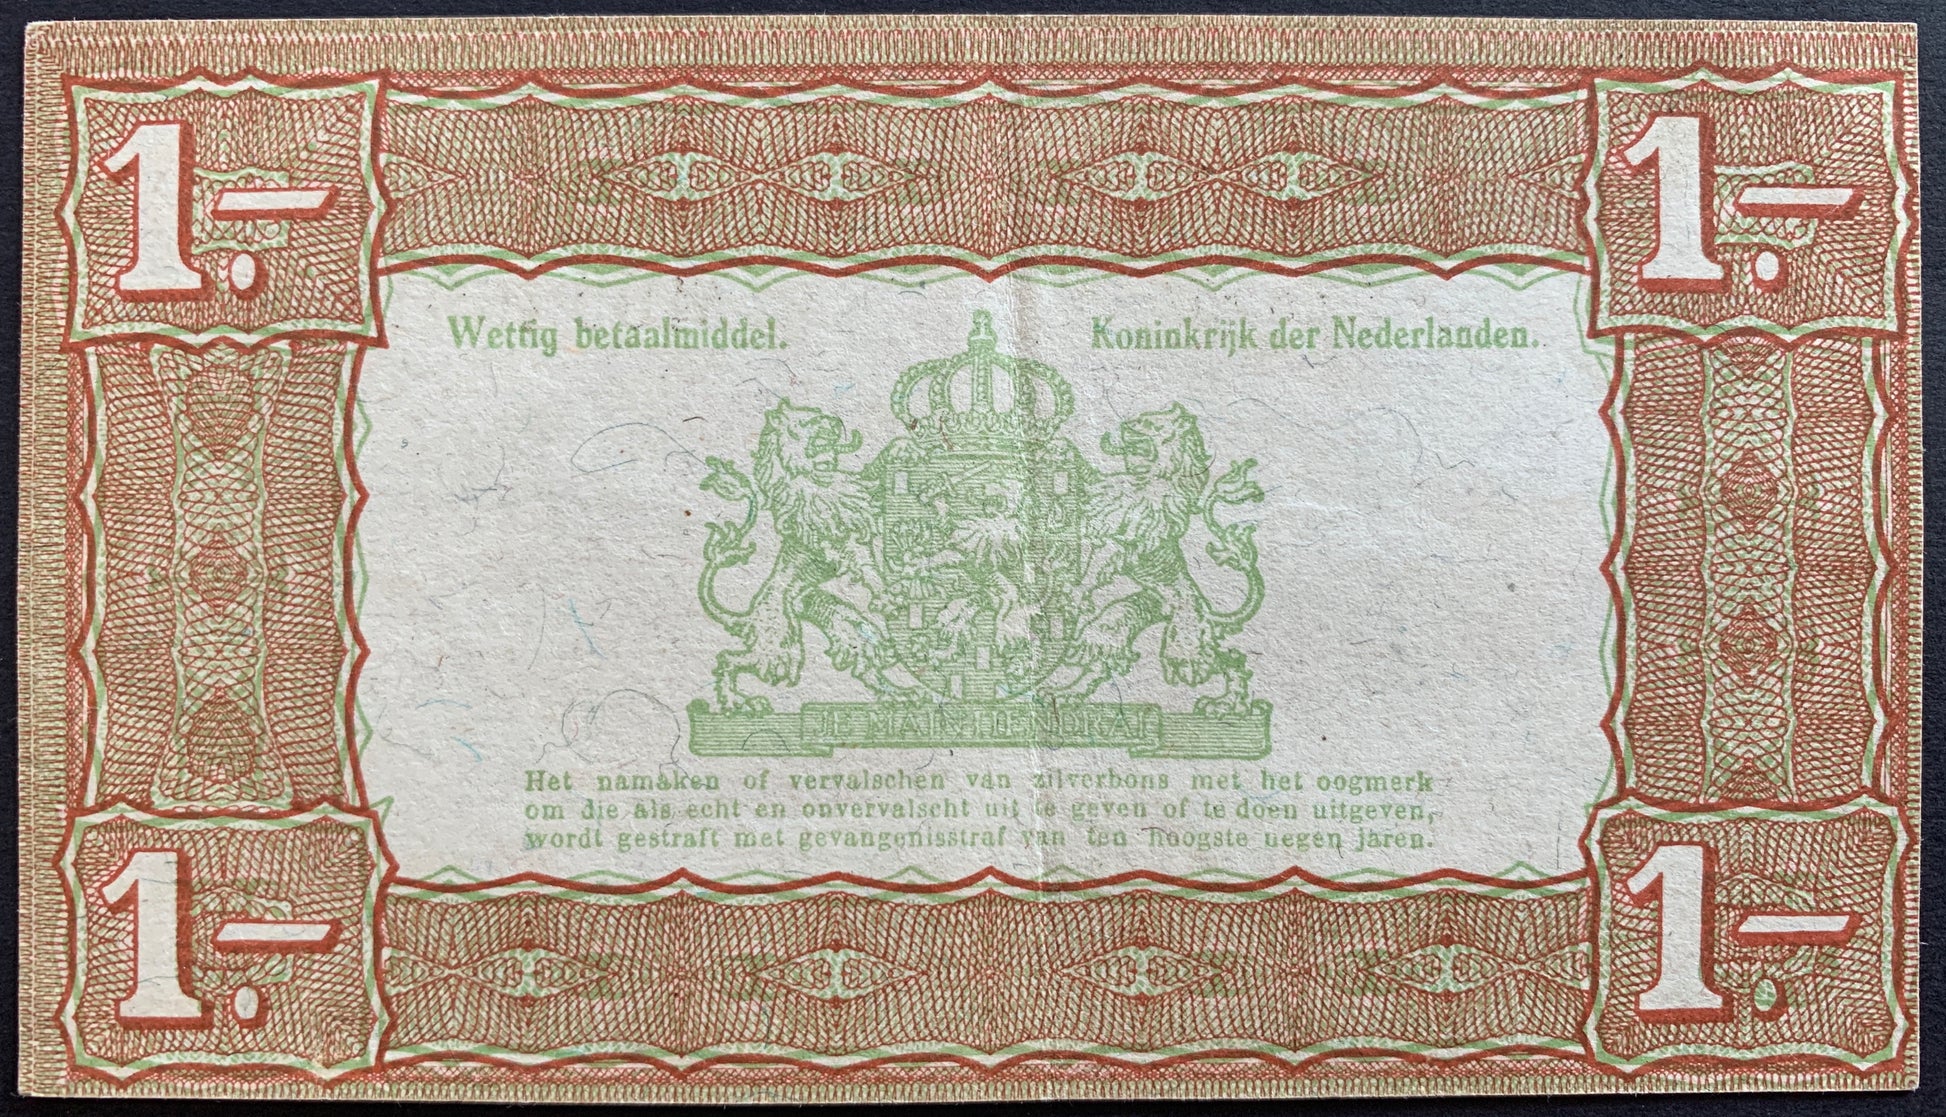 1.- 1.-
Wettig betaalmiddel. Koninkrijk der Nederlanden.
JE MAINTIENDRAI
Het namaken of vervalschen van zilverbons met het oogmerk
om die als echt en onvervalscht uit te geven of te doen uitgeven,
wordt gestraft met gevangenisstraf van ten hoogste negen jaren.
1.- 1.-